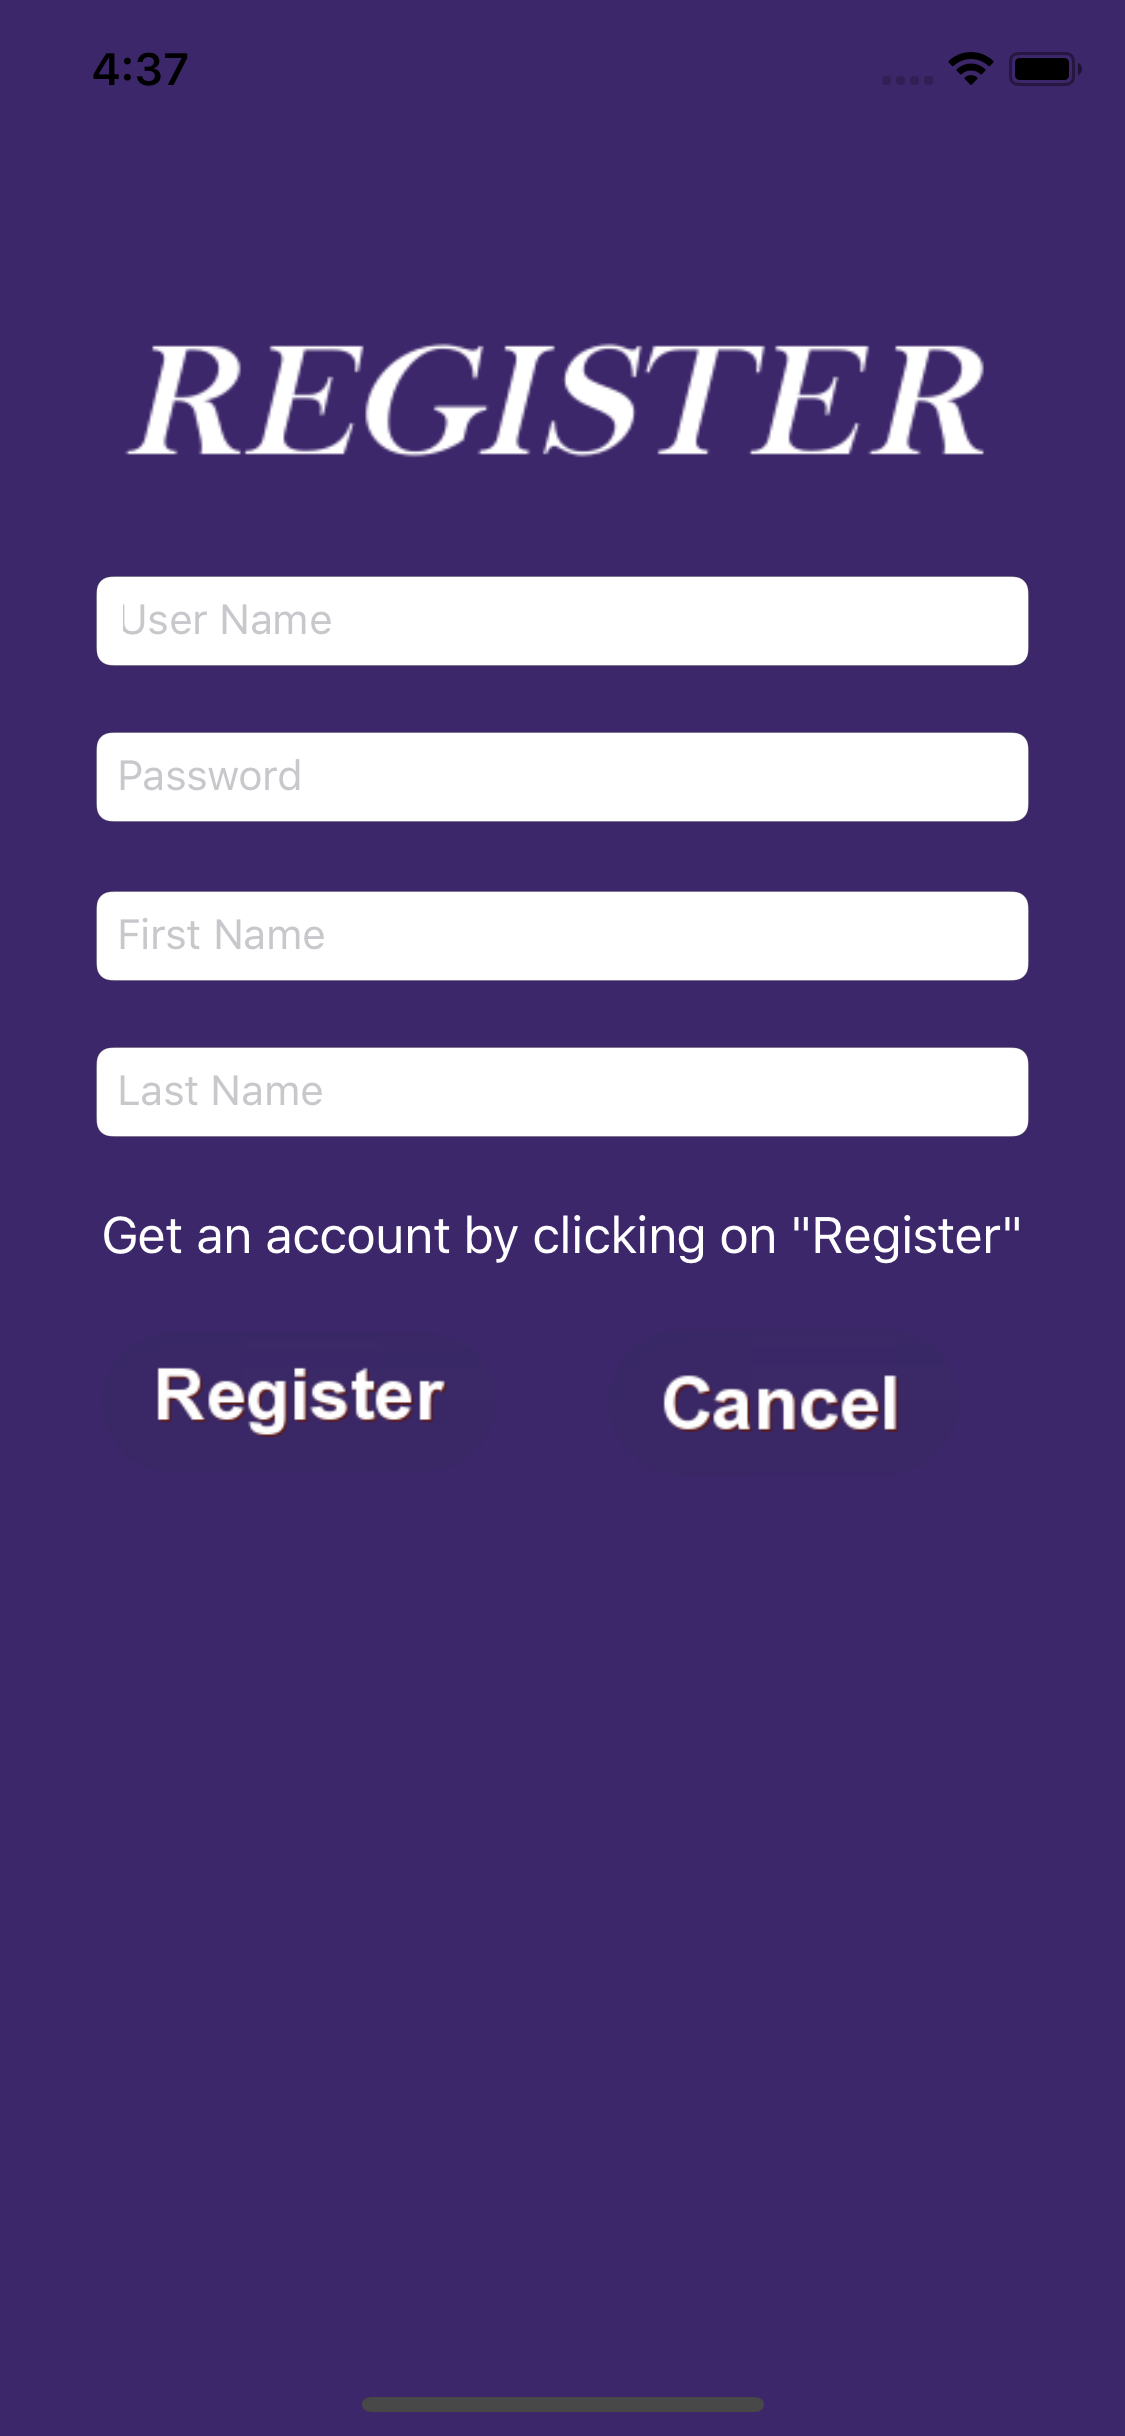 4:37
REGISTER
User Name
Password
First Name
Last Name
Get an account by clicking on "Register"
Register Cancel